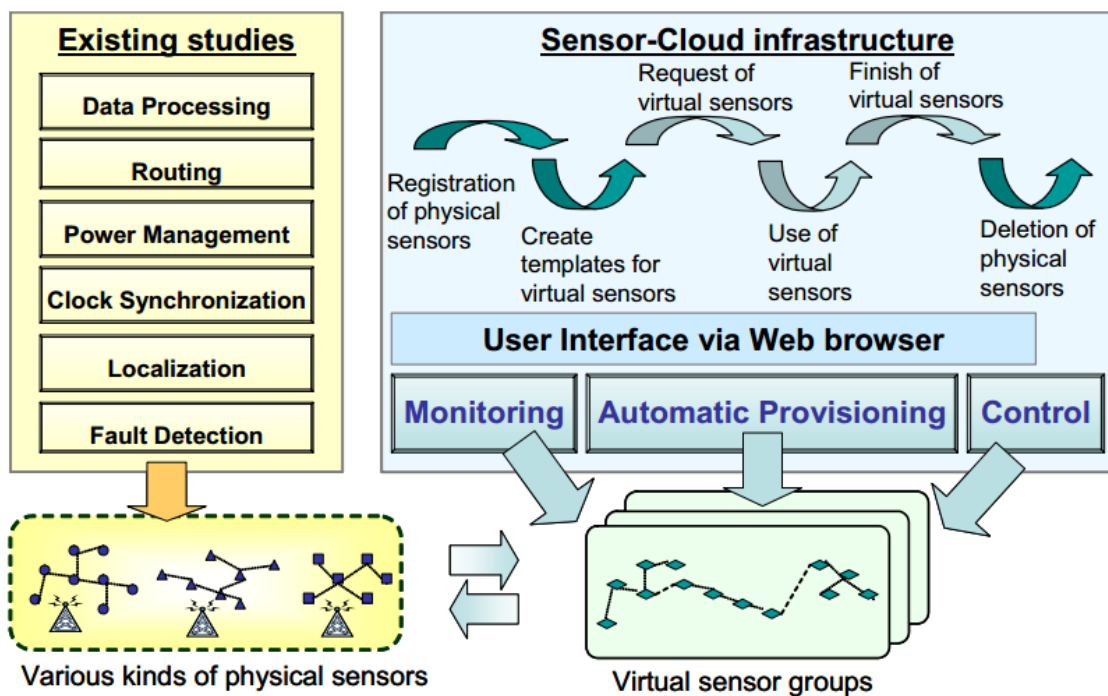 Existing studies
Data Processing
Routing
Power Management
Clock Synchronization
Localization
Fault Detection
Various kinds of physical sensors
Sensor-Cloud infrastructure
Registration
of physical
sensors
Create
templates for
virtual sensors
Request of
virtual sensors
Use of
virtual
sensors
Finish of
virtual sensors
Deletion of
physical
sensors
User Interface via Web browser
Monitoring
Automatic Provisioning
Control
Virtual sensor groups